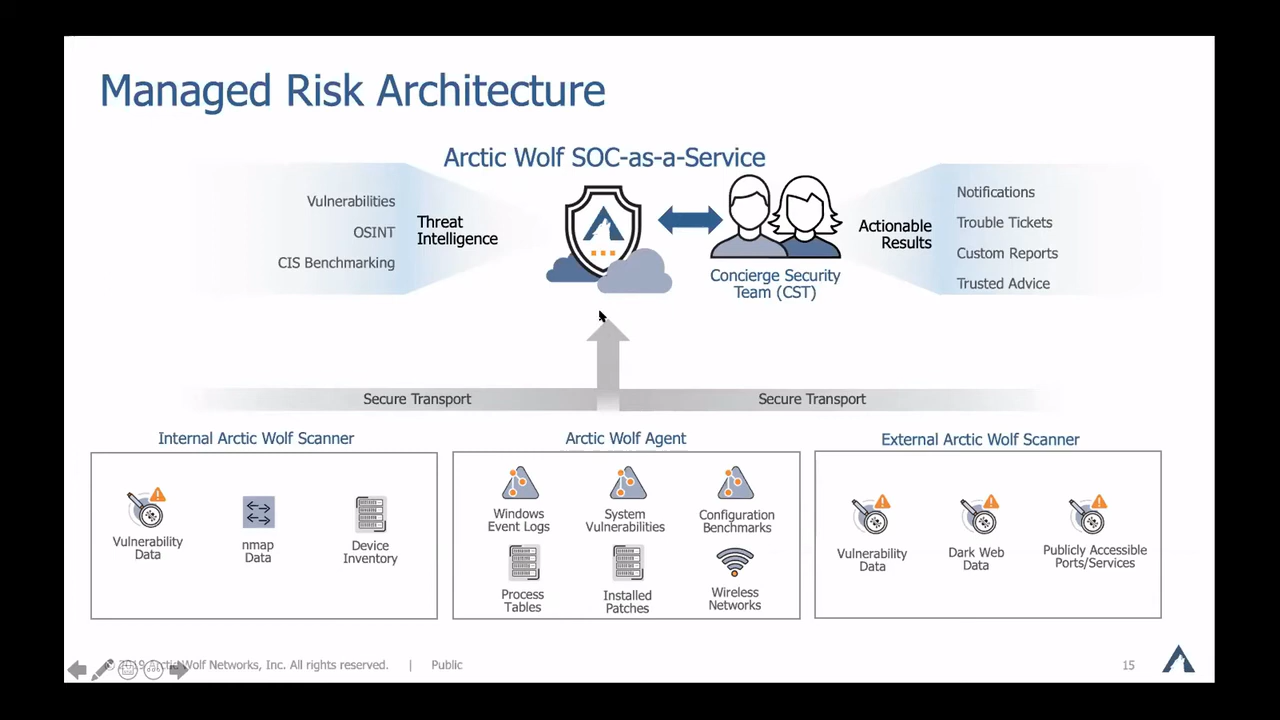 Managed Risk Architecture
Arctic Wolf SOC-as-a-Service
Vulnerabilities
OSINT
CIS Benchmarking
Threat
Intelligence
Concierge Security
Team (CST)
Actionable
Results
Notifications
Trouble Tickets
Custom Reports
Trusted Advice
Secure Transport
Secure Transport
Internal Arctic Wolf Scanner
Vulnerability
Data
nmap
Data
Device
Inventory
Arctic Wolf Agent
Windows
Event Logs
System
Vulnerabilities
Configuration
Benchmarks
Process
Tables
Installed
Patches
Wireless
Networks
External Arctic Wolf Scanner
Vulnerability
Data
Dark Web
Data
Publicly Accessible
Ports/Services
© 2019 Arctic Wolf Networks, Inc. All rights reserved. | Public
15